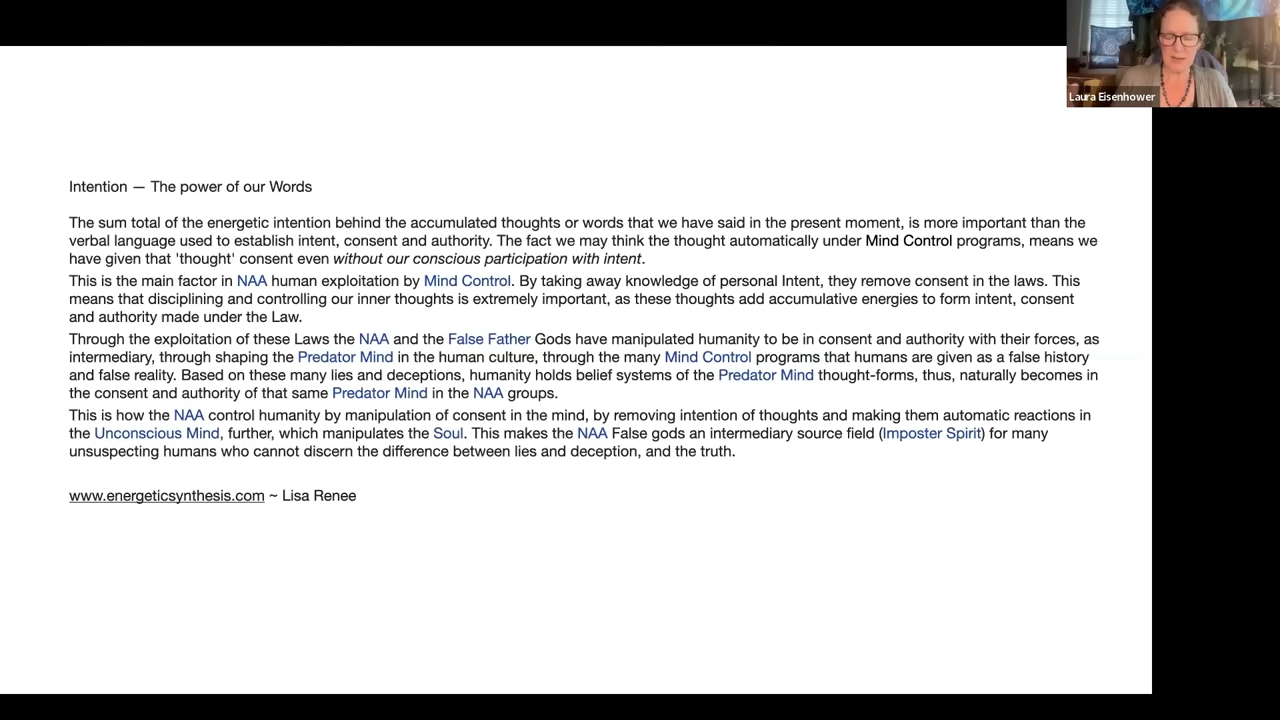 Laura Eisenhower
Intention — The power of our Words
The sum total of the energetic intention behind the accumulated thoughts or words that we have said in the present moment, is more important than the
verbal language used to establish intent, consent and authority. The fact we may think the thought automatically under Mind Control programs, means we
have given that 'thought' consent even without our conscious participation with intent.
This is the main factor in NAA human exploitation by Mind Control. By taking away knowledge of personal Intent, they remove consent in the laws. This
means that disciplining and controlling our inner thoughts is extremely important, as these thoughts add accumulative energies to form intent, consent
and authority made under the Law.
Through the exploitation of these Laws the NAA and the False Father Gods have manipulated humanity to be in consent and authority with their forces, as
intermediary, through shaping the Predator Mind in the human culture, through the many Mind Control programs that humans are given as a false history
and false reality. Based on these many lies and deceptions, humanity holds belief systems of the Predator Mind thought-forms, thus, naturally becomes in
the consent and authority of that same Predator Mind in the NAA groups.
This is how the NAA control humanity by manipulation of consent in the mind, by removing intention of thoughts and making them automatic reactions in
the Unconscious Mind, further, which manipulates the Soul. This makes the NAA False gods an intermediary source field (Imposter Spirit) for many
unsuspecting humans who cannot discern the difference between lies and deception, and the truth.
www.energeticsynthesis.com ~ Lisa Renee